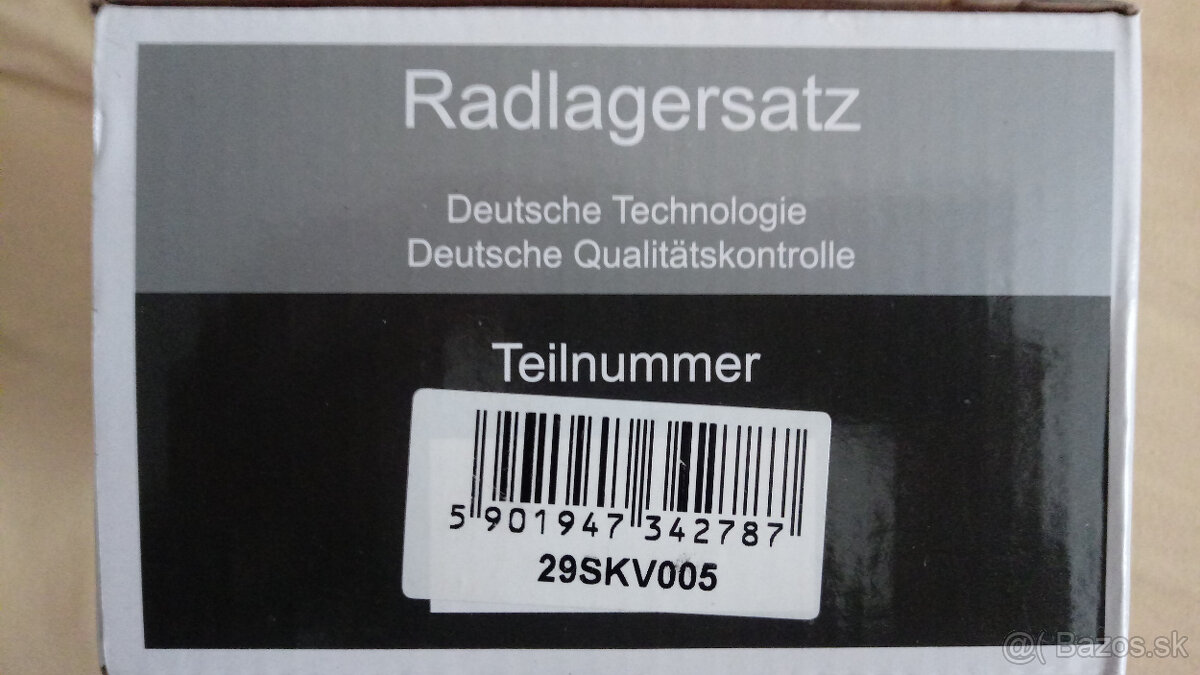 Radlagersatz
Deutsche Technologie
Deutsche Qualitätskontrolle
Teilnummer
5 901947 342787
29SKV005
@( Bazos.sk